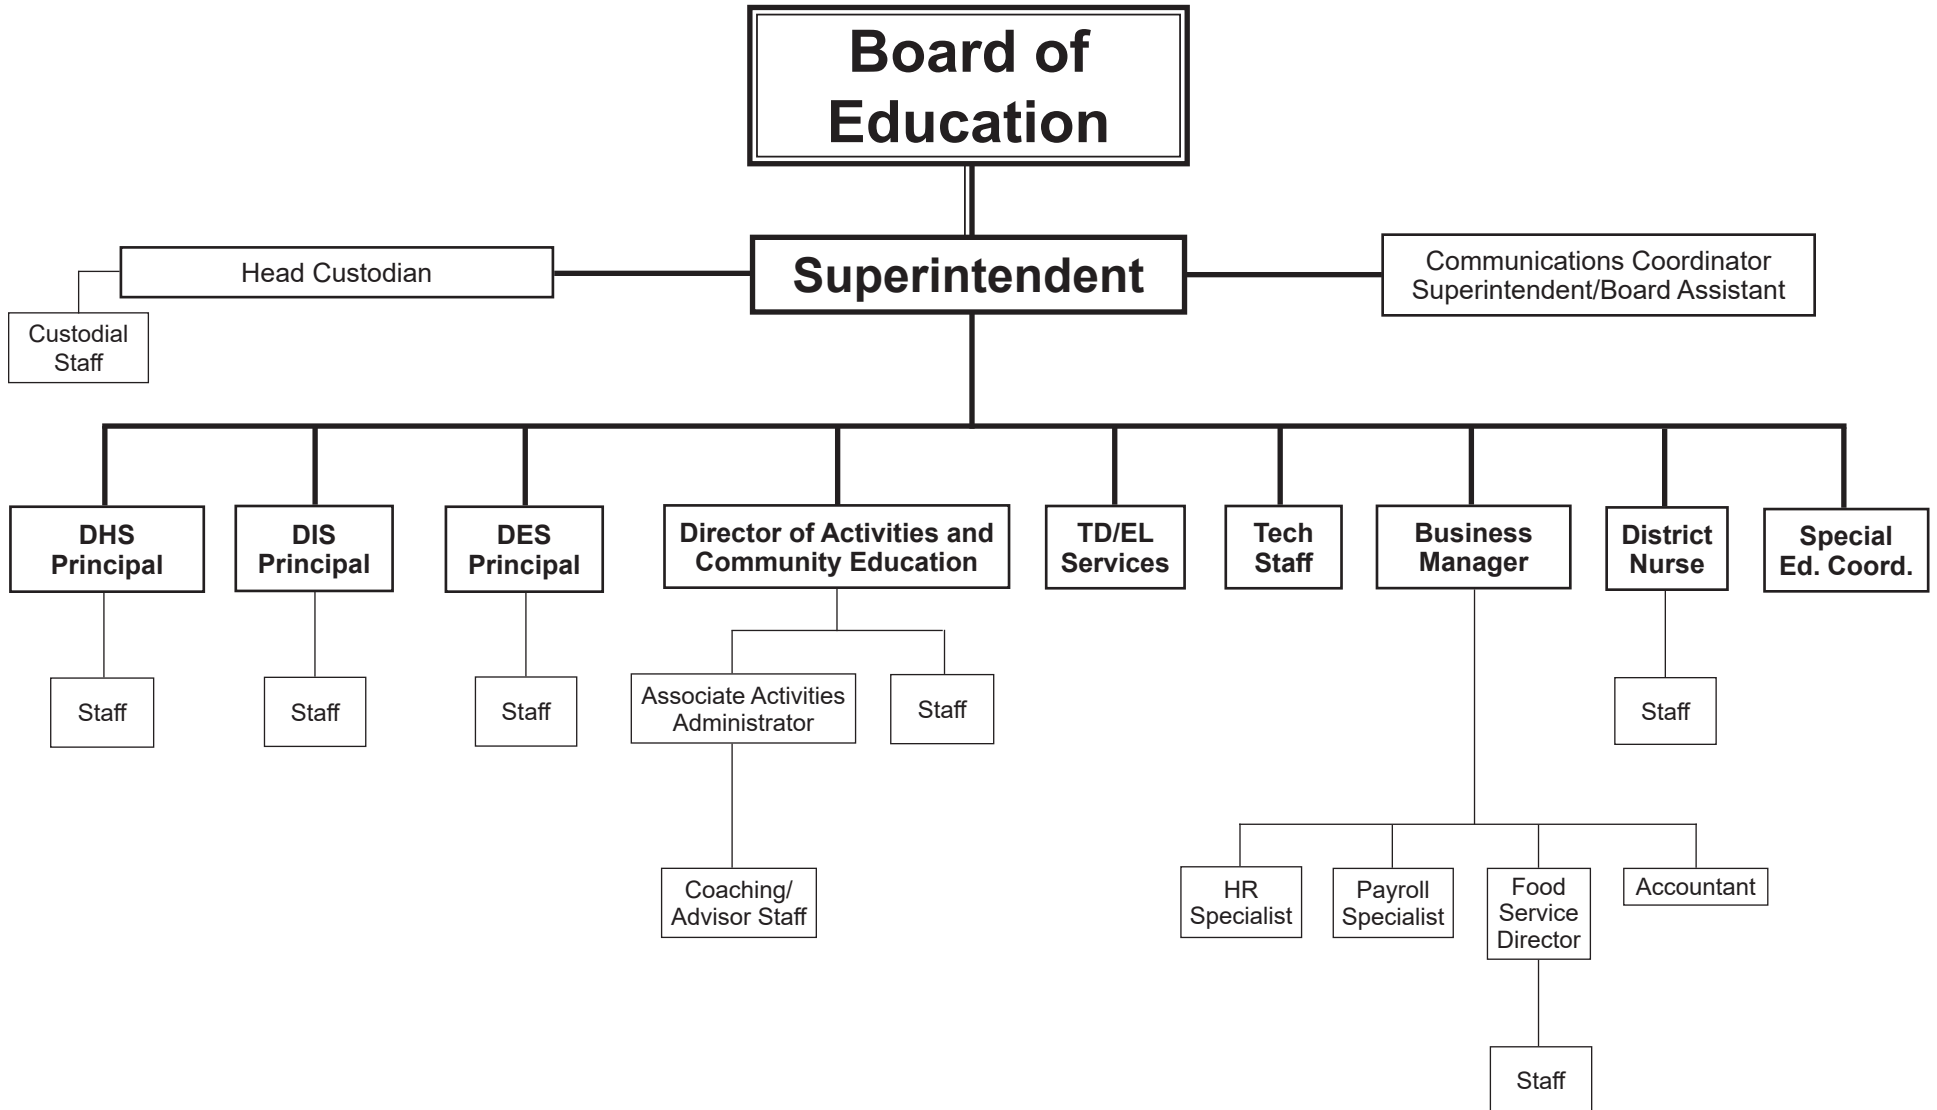 Board of
Education
Head Custodian
Superintendent
Communications Coordinator
Superintendent/Board Assistant
Custodial
Staff
DHS
Principal
DIS
Principal
DES
Principal
Director of Activities and
Community Education
TD/EL
Services
Tech
Staff
Business
Manager
District
Nurse
Special
Ed. Coord.
Staff
Staff
Staff
Associate Activities
Administrator
Staff
Staff
Coaching/
Advisor Staff
HR
Specialist
Payroll
Specialist
Food
Service
Director
Accountant
Staff